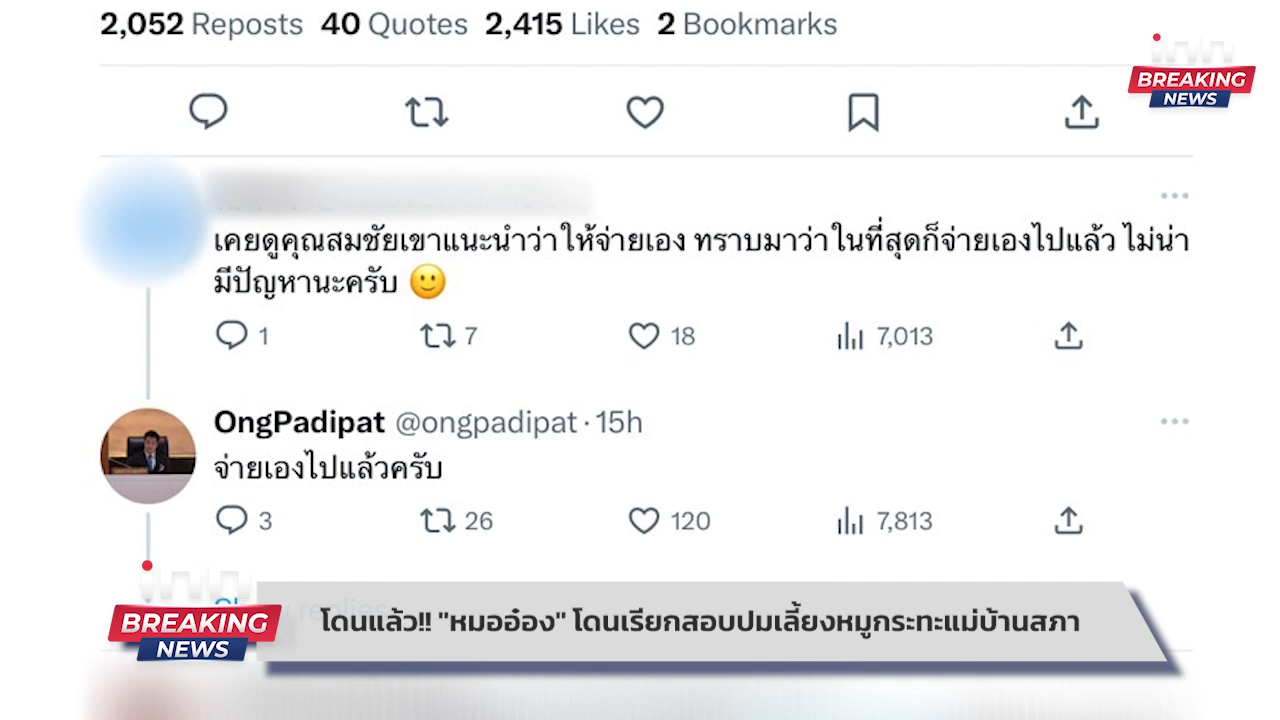 2,052 Reposts 40 Quotes 2,415 Likes 2 Bookmarks
inn
BREAKING
NEWS
เคยดูคุณสมชัยเขาแนะนำว่าให้จ่ายเอง ทราบมาว่าในที่สุดก็จ่ายเองไปแล้ว ไม่น่า
มีปัญหานะครับ 🙂
1 7 18 7,013
OngPadipat @ongpadipat · 15h
จ่ายเองไปแล้วครับ
3 26 120 7,813
replies
inn
BREAKING
NEWS
โดนแล้ว!! "หมออ๋อง" โดนเรียกสอบปมเลี้ยงหมูกระทะแม่บ้านสภา